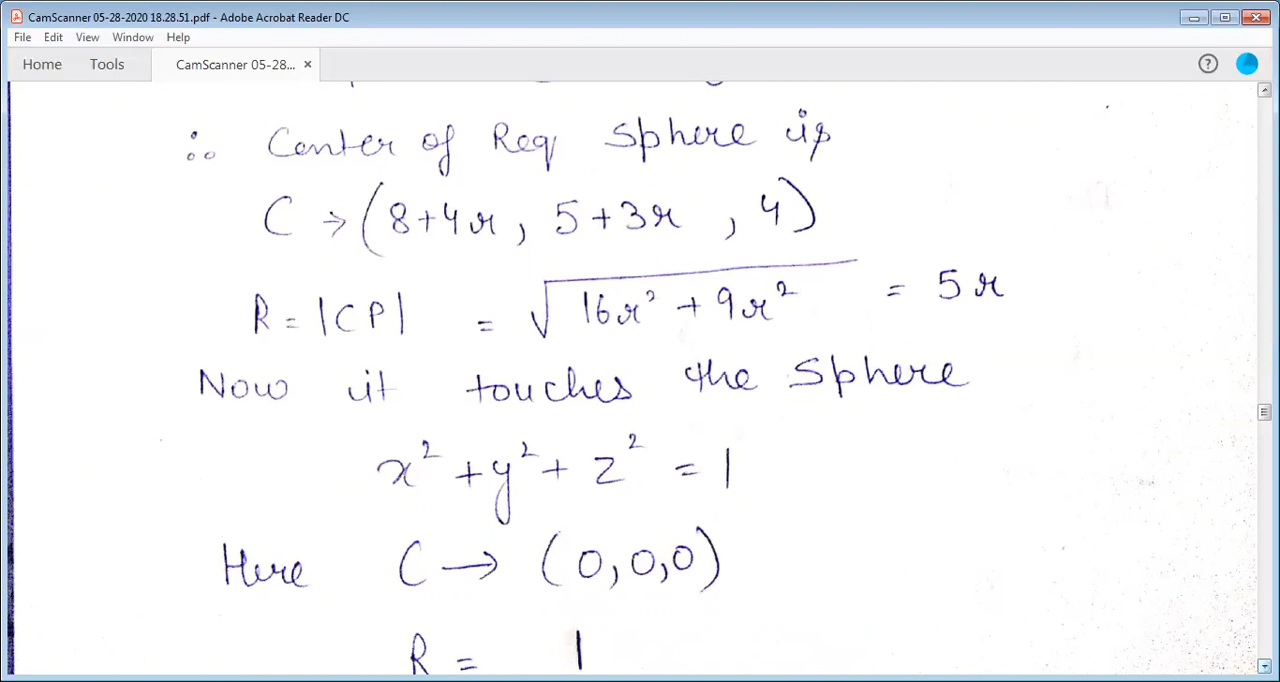 CamScanner 05-28-2020 18.28.51.pdf - Adobe Acrobat Reader DC
File Edit View Window Help
Home Tools CamScanner 05-28... ×
∴ Center of Req Sphere is
C → (8+4r, 5+3r, 4)
R = |CP| = √(16r² + 9r²) = 5r
Now it touches the Sphere
x² + y² + z² = 1
Here C → (0,0,0)
R = 1